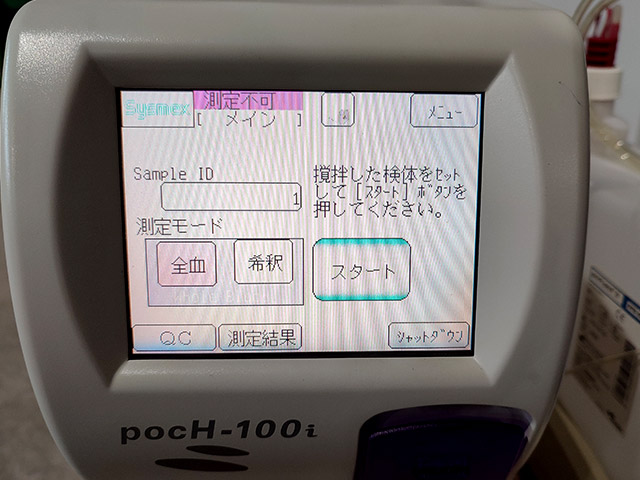 Sysmex
測定不可
[ メイン ]
メニュー
Sample ID
1
測定モード
全血
希釈
攪拌した検体をセット
して[スタート]ボタンを
押してください。
スタート
QC
測定結果
シャットダウン
pocH-100i